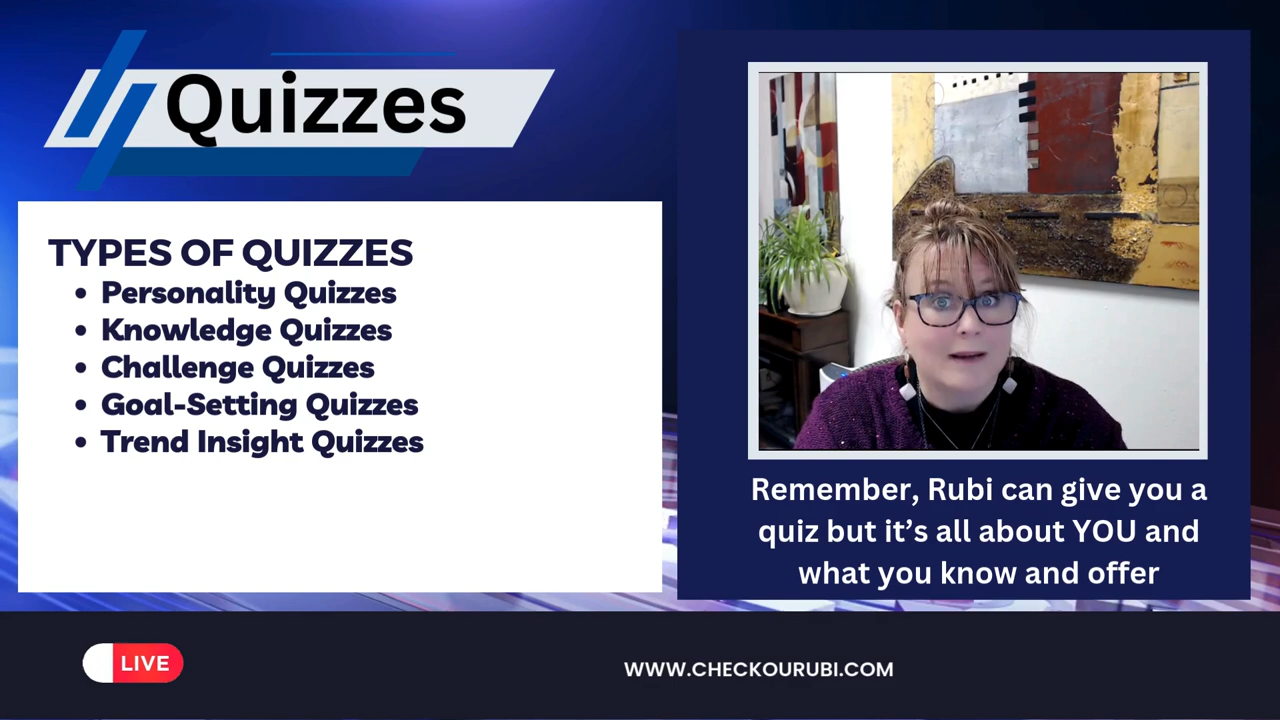 Quizzes
TYPES OF QUIZZES
• Personality Quizzes
• Knowledge Quizzes
• Challenge Quizzes
• Goal-Setting Quizzes
• Trend Insight Quizzes
Remember, Rubi can give you a
quiz but it’s all about YOU and
what you know and offer
LIVE
WWW.CHECKOURUBI.COM